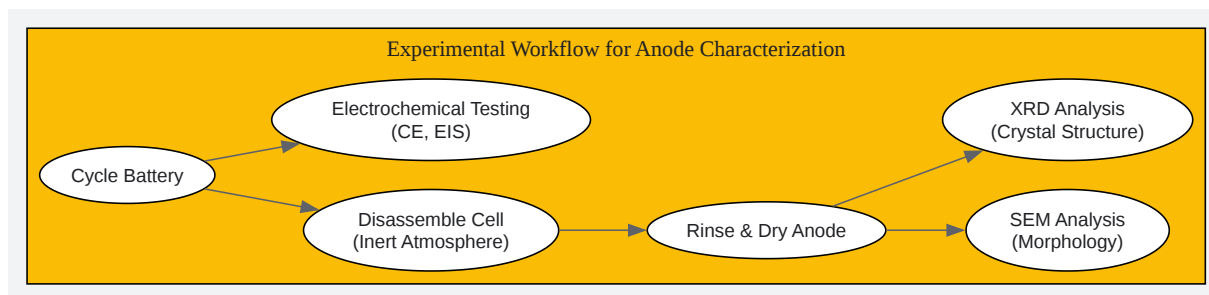 Experimental Workflow for Anode Characterization
Electrochemical Testing
(CE, EIS)
XRD Analysis
(Crystal Structure)
Cycle Battery
Disassemble Cell
(Inert Atmosphere)
Rinse & Dry Anode
SEM Analysis
(Morphology)